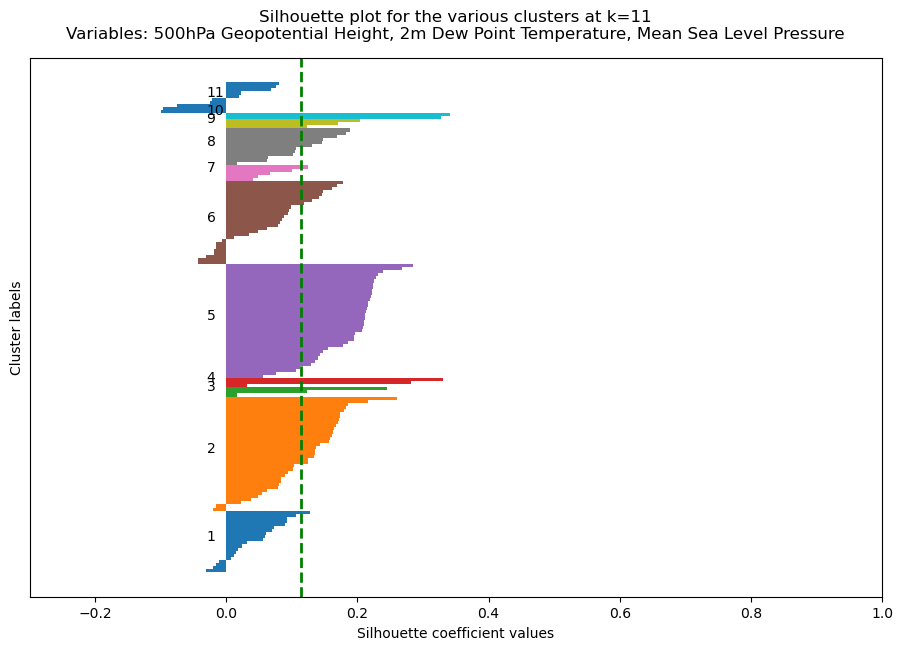 Silhouette plot for the various clusters at k=11
Variables: 500hPa Geopotential Height, 2m Dew Point Temperature, Mean Sea Level Pressure
Cluster labels
11
10
9
8
7
6
5
4
3
2
1
−0.2 0.0 0.2 0.4 0.6 0.8 1.0
Silhouette coefficient values